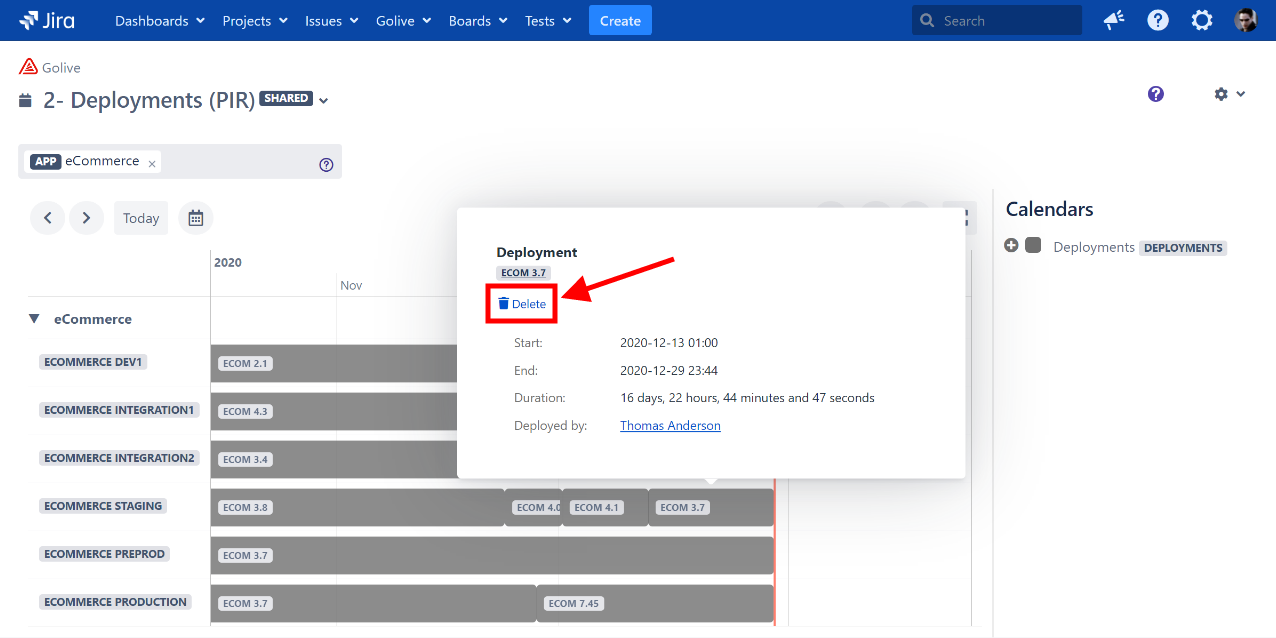 Jira Dashboards Projects Issues Golive Boards Tests Create Search
Golive
2- Deployments (PIR) SHARED
APP eCommerce ×
Today
Calendars
Deployments DEPLOYMENTS
2020
Nov
eCommerce
ECOMMERCE DEV1 ECOM 2.1
ECOMMERCE INTEGRATION1 ECOM 4.3
ECOMMERCE INTEGRATION2 ECOM 3.4
ECOMMERCE STAGING ECOM 3.8 ECOM 4.0 ECOM 4.1 ECOM 3.7
ECOMMERCE PREPROD ECOM 3.7
ECOMMERCE PRODUCTION ECOM 3.7 ECOM 7.45
Deployment
ECOM 3.7
Delete
Start: 2020-12-13 01:00
End: 2020-12-29 23:44
Duration: 16 days, 22 hours, 44 minutes and 47 seconds
Deployed by: Thomas Anderson